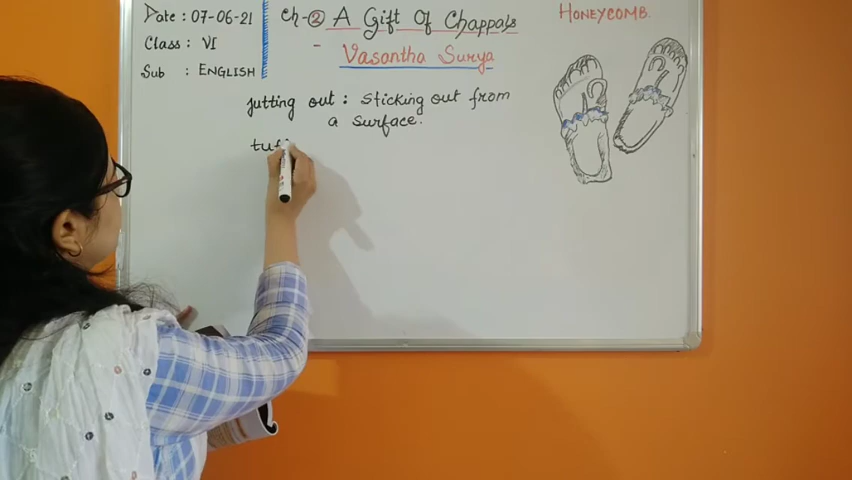 Date : 07-06-21
Class : VI
Sub : ENGLISH
Ch-② A Gift Of Chappals
- Vasantha Surya
HONEYCOMB.
jutting out : sticking out from
a surface.
tuf